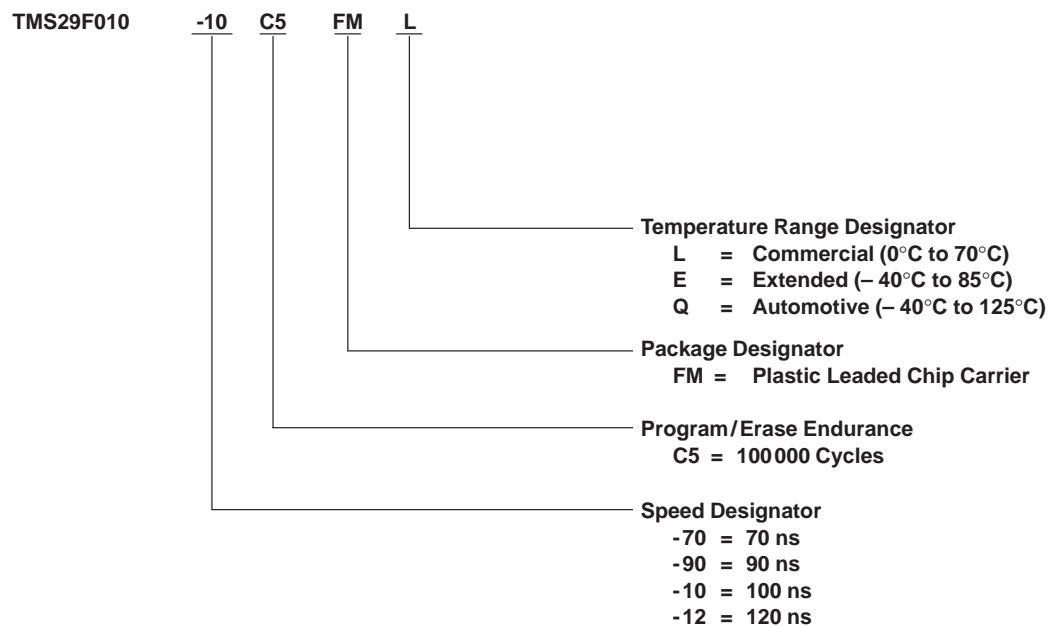 TMS29F010 -10 C5 FM L
Temperature Range Designator
L = Commercial (0°C to 70°C)
E = Extended (– 40°C to 85°C)
Q = Automotive (– 40°C to 125°C)
Package Designator
FM = Plastic Leaded Chip Carrier
Program/Erase Endurance
C5 = 100000 Cycles
Speed Designator
-70 = 70 ns
-90 = 90 ns
-10 = 100 ns
-12 = 120 ns